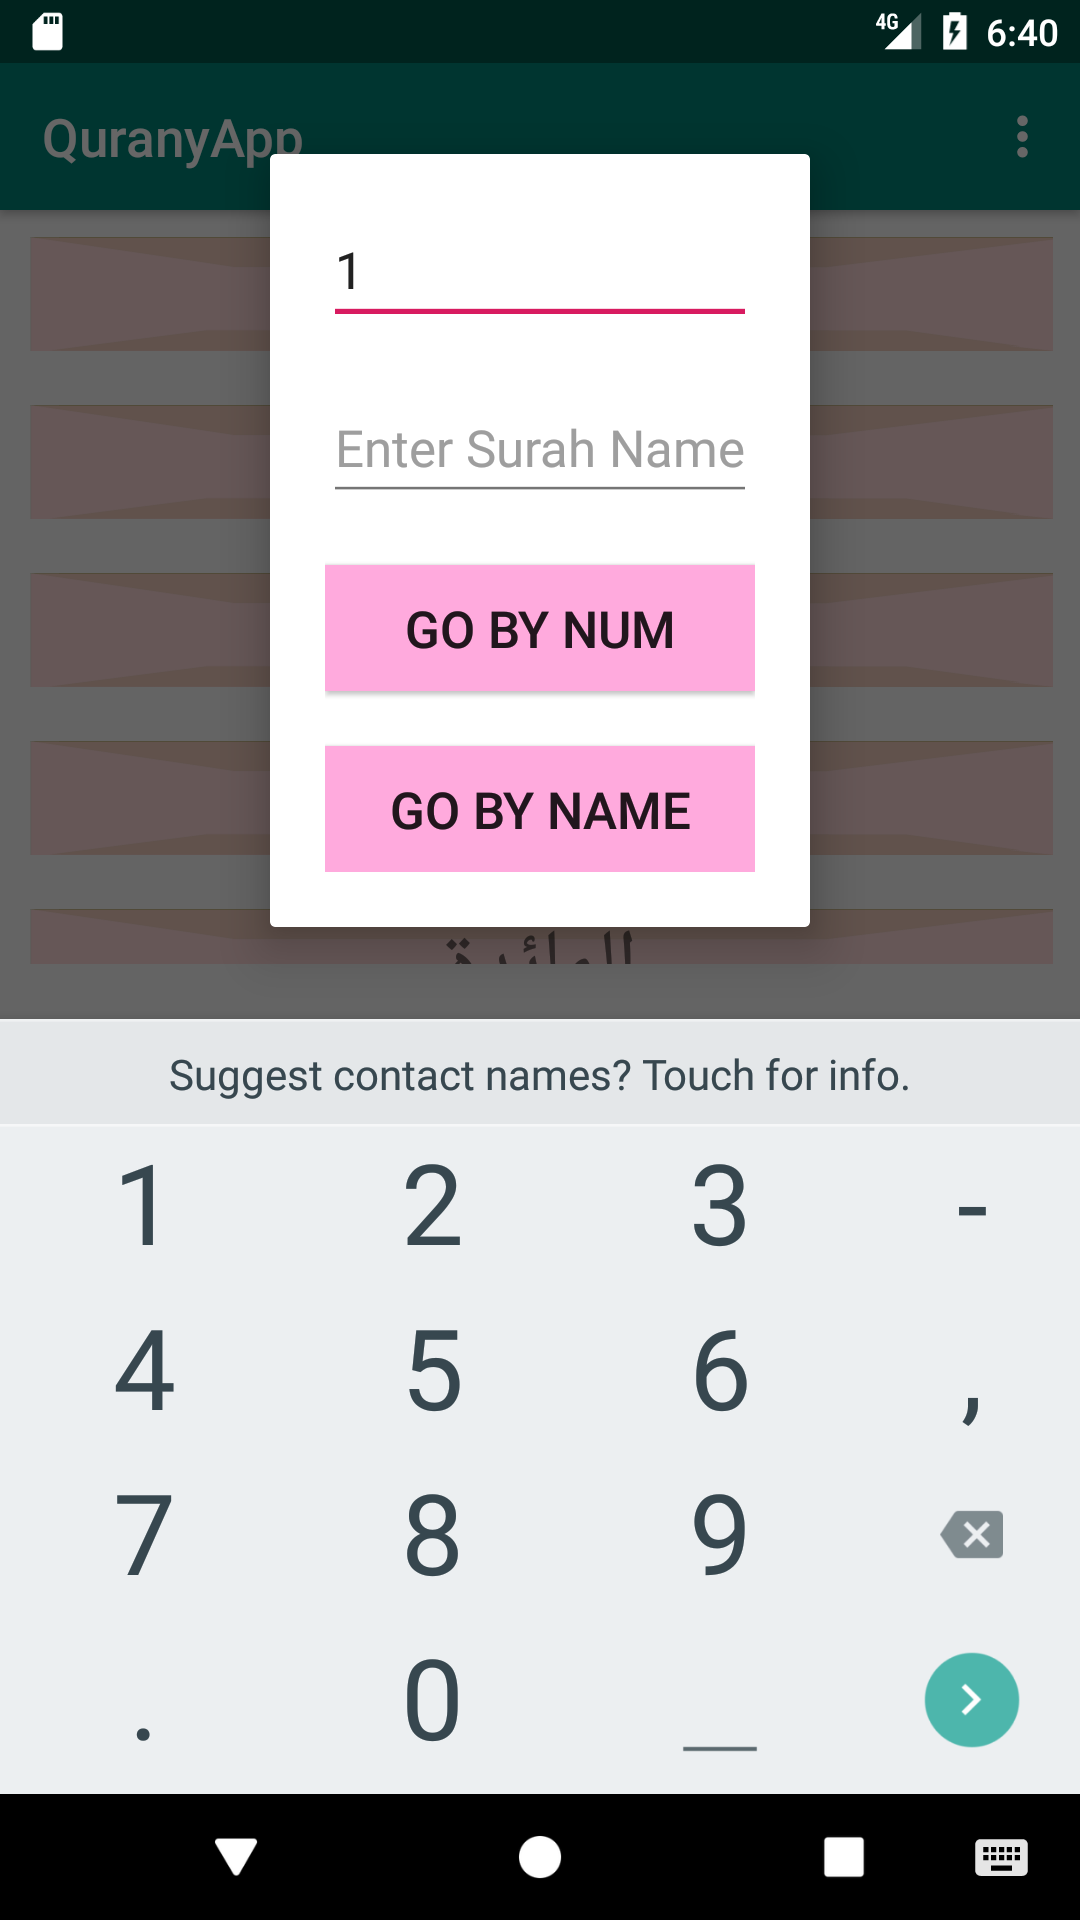 4G 6:40
QuranyApp
1
Enter Surah Name
GO BY NUM
GO BY NAME
المائدة
Suggest contact names? Touch for info.
1 2 3 -
4 5 6 ,
7 8 9
. 0 _